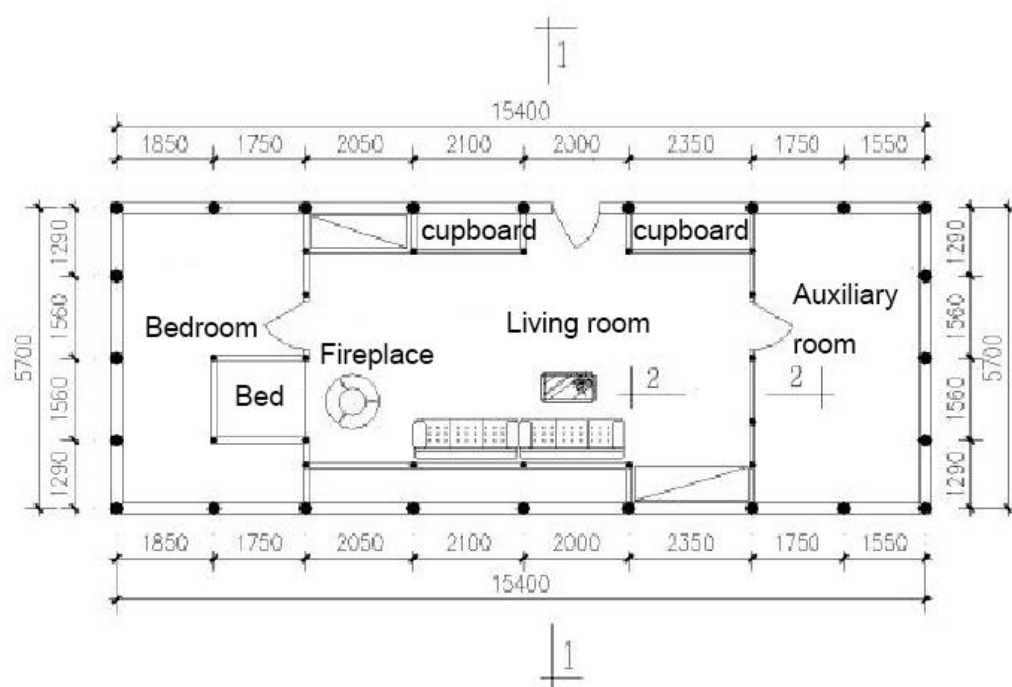 1
15400
1850 1750 2050 2100 2000 2350 1750 1550
cupboard cupboard
1290 1290
Auxiliary
1560 1560
Bedroom Living room
room
5700 Fireplace 5700
2 2
Bed
1560 1560
1290 1290
1850 1750 2050 2100 2000 2350 1750 1550
15400
1